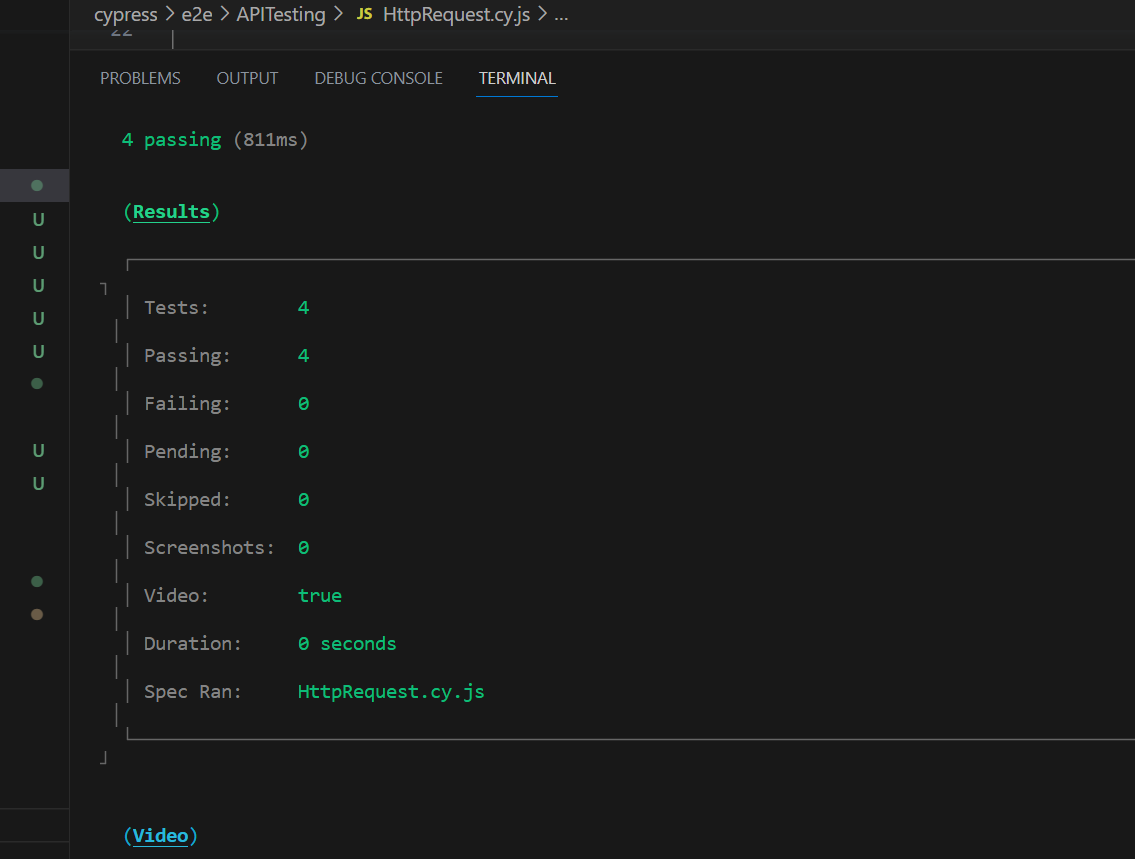 cypress > e2e > APITesting > JS HttpRequest.cy.js > ...
22
PROBLEMS OUTPUT DEBUG CONSOLE TERMINAL
4 passing (811ms)
(Results)
Tests: 4
Passing: 4
Failing: 0
Pending: 0
Skipped: 0
Screenshots: 0
Video: true
Duration: 0 seconds
Spec Ran: HttpRequest.cy.js
(Video)
U
U
U
U
U
U
U